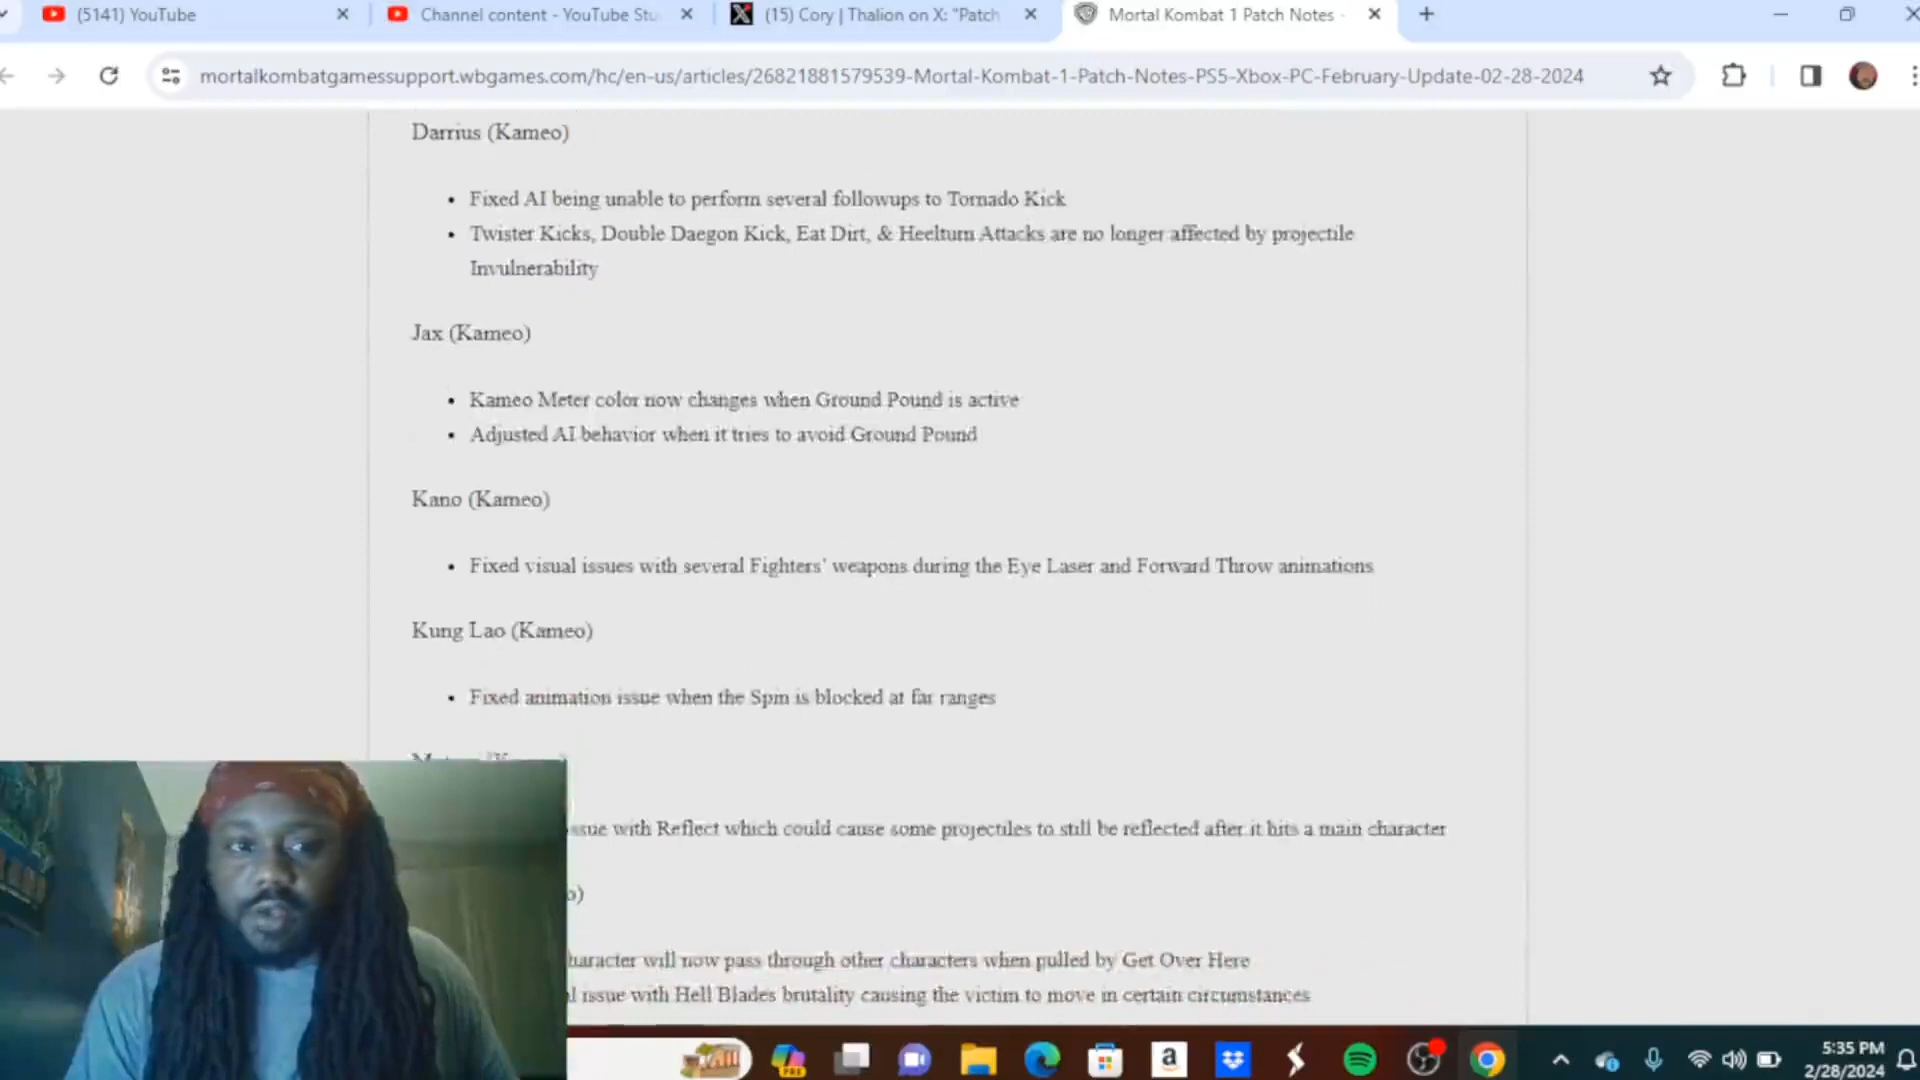 (5141) YouTube
Channel content - YouTube Stu
(15) Cory | Thalion on X: "Patch
Mortal Kombat 1 Patch Notes -
mortalkombatgamessupport.wbgames.com/hc/en-us/articles/26821881579539-Mortal-Kombat-1-Patch-Notes-PS5-Xbox-PC-February-Update-02-28-2024
Darrius (Kameo)
• Fixed AI being unable to perform several followups to Tornado Kick
• Twister Kicks, Double Daegon Kick, Eat Dirt, & Heelturn Attacks are no longer affected by projectile
Invulnerability
Jax (Kameo)
• Kameo Meter color now changes when Ground Pound is active
• Adjusted AI behavior when it tries to avoid Ground Pound
Kano (Kameo)
• Fixed visual issues with several Fighters' weapons during the Eye Laser and Forward Throw animations
Kung Lao (Kameo)
• Fixed animation issue when the Spin is blocked at far ranges
ssue with Reflect which could cause some projectiles to still be reflected after it hits a main character
o)
haracter will now pass through other characters when pulled by Get Over Here
l issue with Hell Blades brutality causing the victim to move in certain circumstances
PRE
a
5:35 PM
2/28/2024